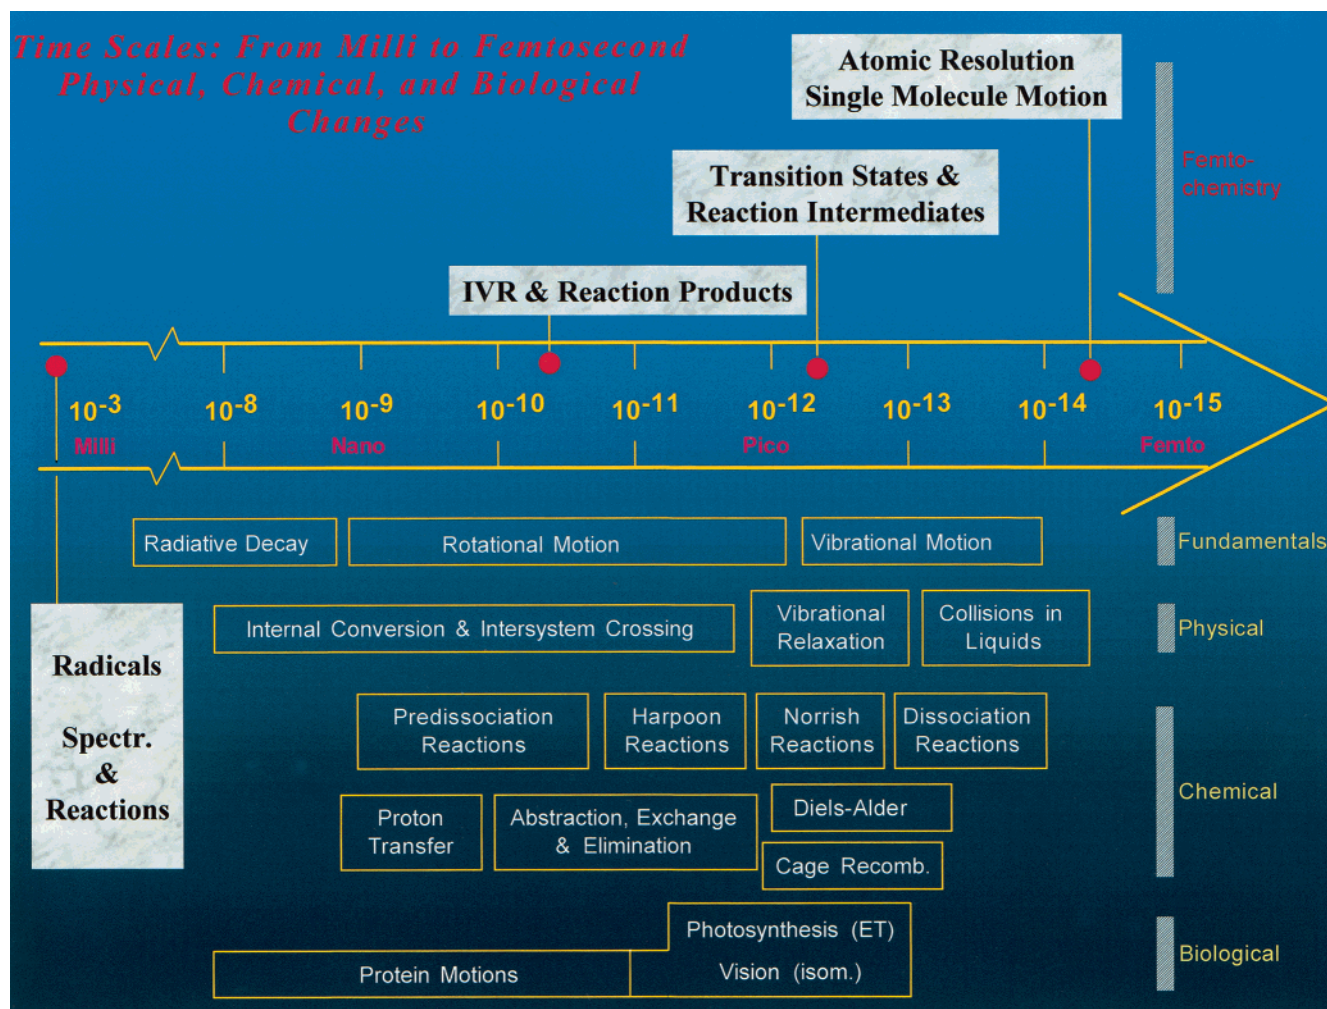 Time Scales: From Milli to Femtosecond
Physical, Chemical, and Biological
Changes
Atomic Resolution
Single Molecule Motion
Femto-
chemistry
Transition States &
Reaction Intermediates
IVR & Reaction Products
10-3 10-8 10-9 10-10 10-11 10-12 10-13 10-14 10-15
Milli Nano Pico Femto
Radiative Decay
Rotational Motion
Vibrational Motion
Fundamentals
Internal Conversion & Intersystem Crossing
Vibrational
Relaxation
Collisions in
Liquids
Physical
Radicals
Spectr.
&
Reactions
Predissociation
Reactions
Harpoon
Reactions
Norrish
Reactions
Dissociation
Reactions
Chemical
Proton
Transfer
Abstraction, Exchange
& Elimination
Diels-Alder
Cage Recomb.
Photosynthesis (ET)
Vision (isom.)
Protein Motions
Biological